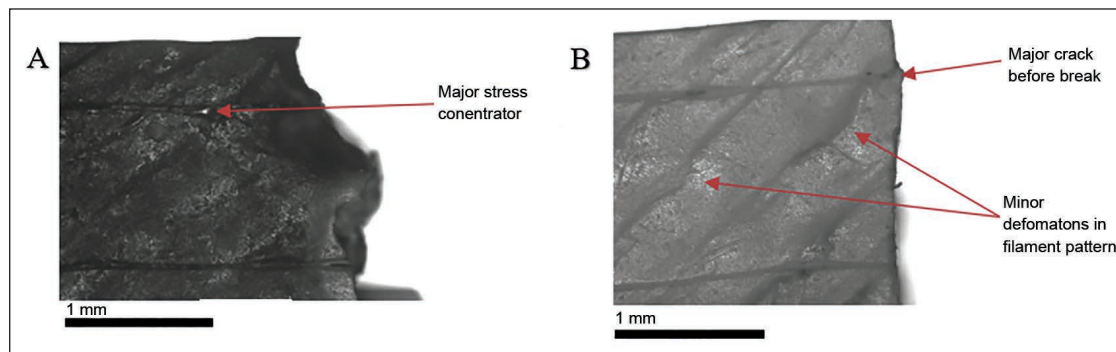 A
Major stress
conentrator
1 mm
B
Major crack
before break
Minor
defomatons in
filament pattern
1 mm